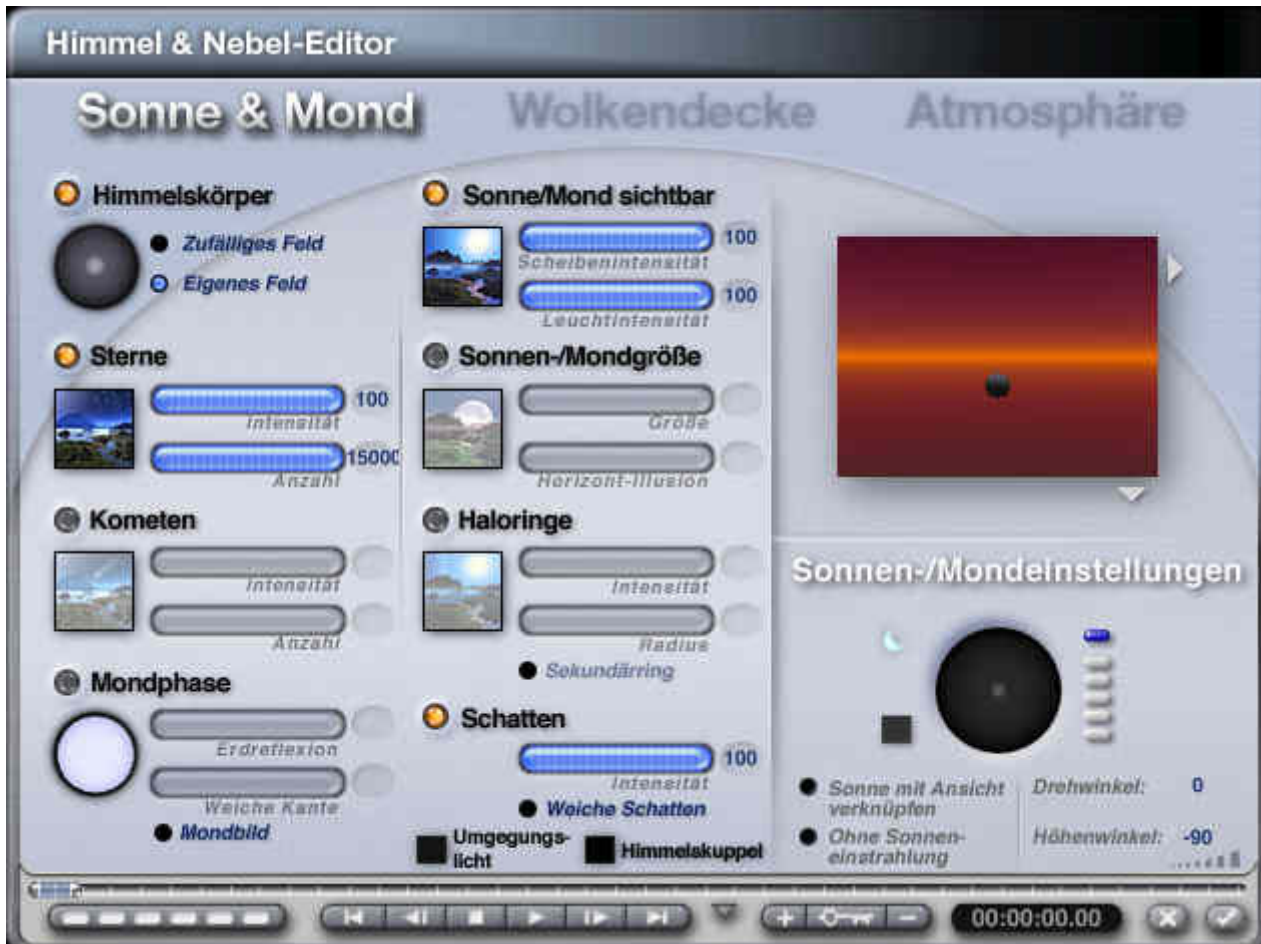 Himmel & Nebel-Editor
Sonne & Mond
Wolkendecke
Atmosphäre
Himmelskörper
Zufälliges Feld
Eigenes Feld
Sterne
100
Intensität
15000
Anzahl
Kometen
Intensität
Anzahl
Mondphase
Erdreflexion
Weiche Kante
Mondbild
Sonne/Mond sichtbar
100
Scheibenintensität
100
Leuchtintensität
Sonnen-/Mondgröße
Größe
Horizont-Illusion
Haloringe
Intensität
Radius
Sekundärring
Schatten
100
Intensität
Weiche Schatten
Umgegungs-
licht
Himmelskuppel
Sonnen-/Mondeinstellungen
Sonne mit Ansicht
verknüpfen
Ohne Sonnen-
einstrahlung
Drehwinkel: 0
Höhenwinkel: -90
00:00:00.00